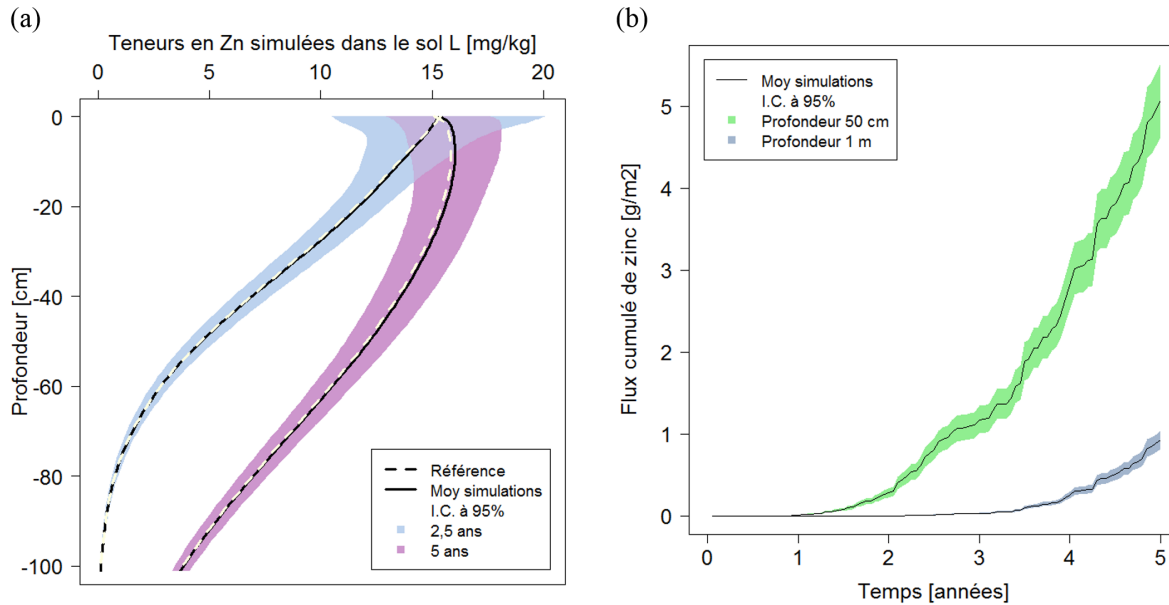 (a)
Teneurs en Zn simulées dans le sol L [mg/kg]
0 5 10 15 20
Profondeur [cm]
0
-20
-40
-60
-80
-100
Référence
Moy simulations
I.C. à 95%
2,5 ans
5 ans
(b)
Flux cumulé de zinc [g/m2]
5
4
3
2
1
0
Moy simulations
I.C. à 95%
Profondeur 50 cm
Profondeur 1 m
0 1 2 3 4 5
Temps [années]